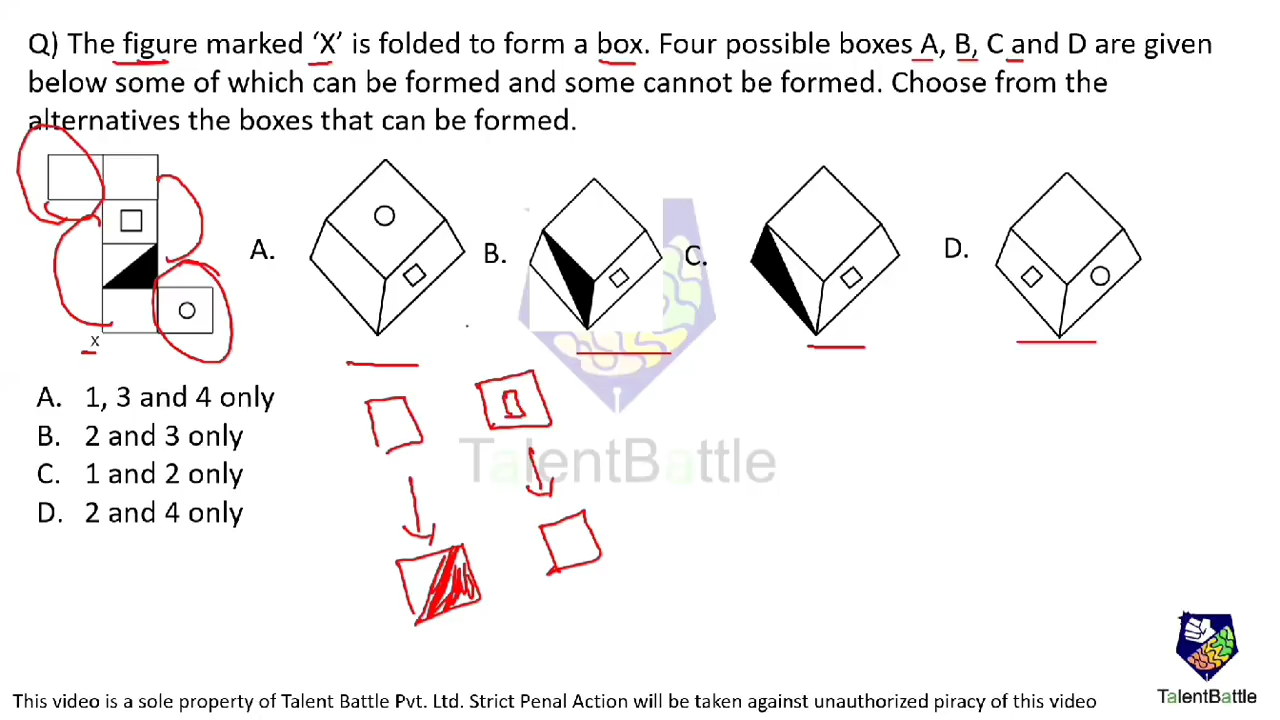 Q) The figure marked ‘X’ is folded to form a box. Four possible boxes A, B, C and D are given
below some of which can be formed and some cannot be formed. Choose from the
alternatives the boxes that can be formed.
A.
B.
C.
D.
X
A. 1, 3 and 4 only
B. 2 and 3 only
C. 1 and 2 only
D. 2 and 4 only
TalentBattle
TalentBattle
This video is a sole property of Talent Battle Pvt. Ltd. Strict Penal Action will be taken against unauthorized piracy of this video